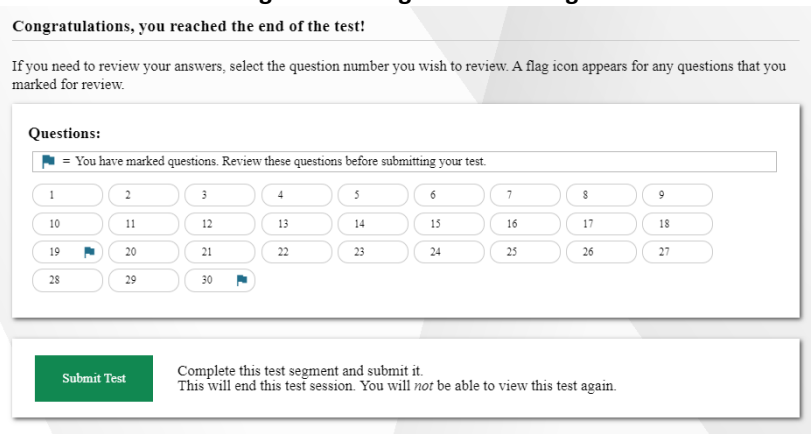 Congratulations, you reached the end of the test!
If you need to review your answers, select the question number you wish to review. A flag icon appears for any questions that you
marked for review.
Questions:
= You have marked questions. Review these questions before submitting your test.
1 2 3 4 5 6 7 8 9
10 11 12 13 14 15 16 17 18
19 20 21 22 23 24 25 26 27
28 29 30
Submit Test
Complete this test segment and submit it.
This will end this test session. You will not be able to view this test again.